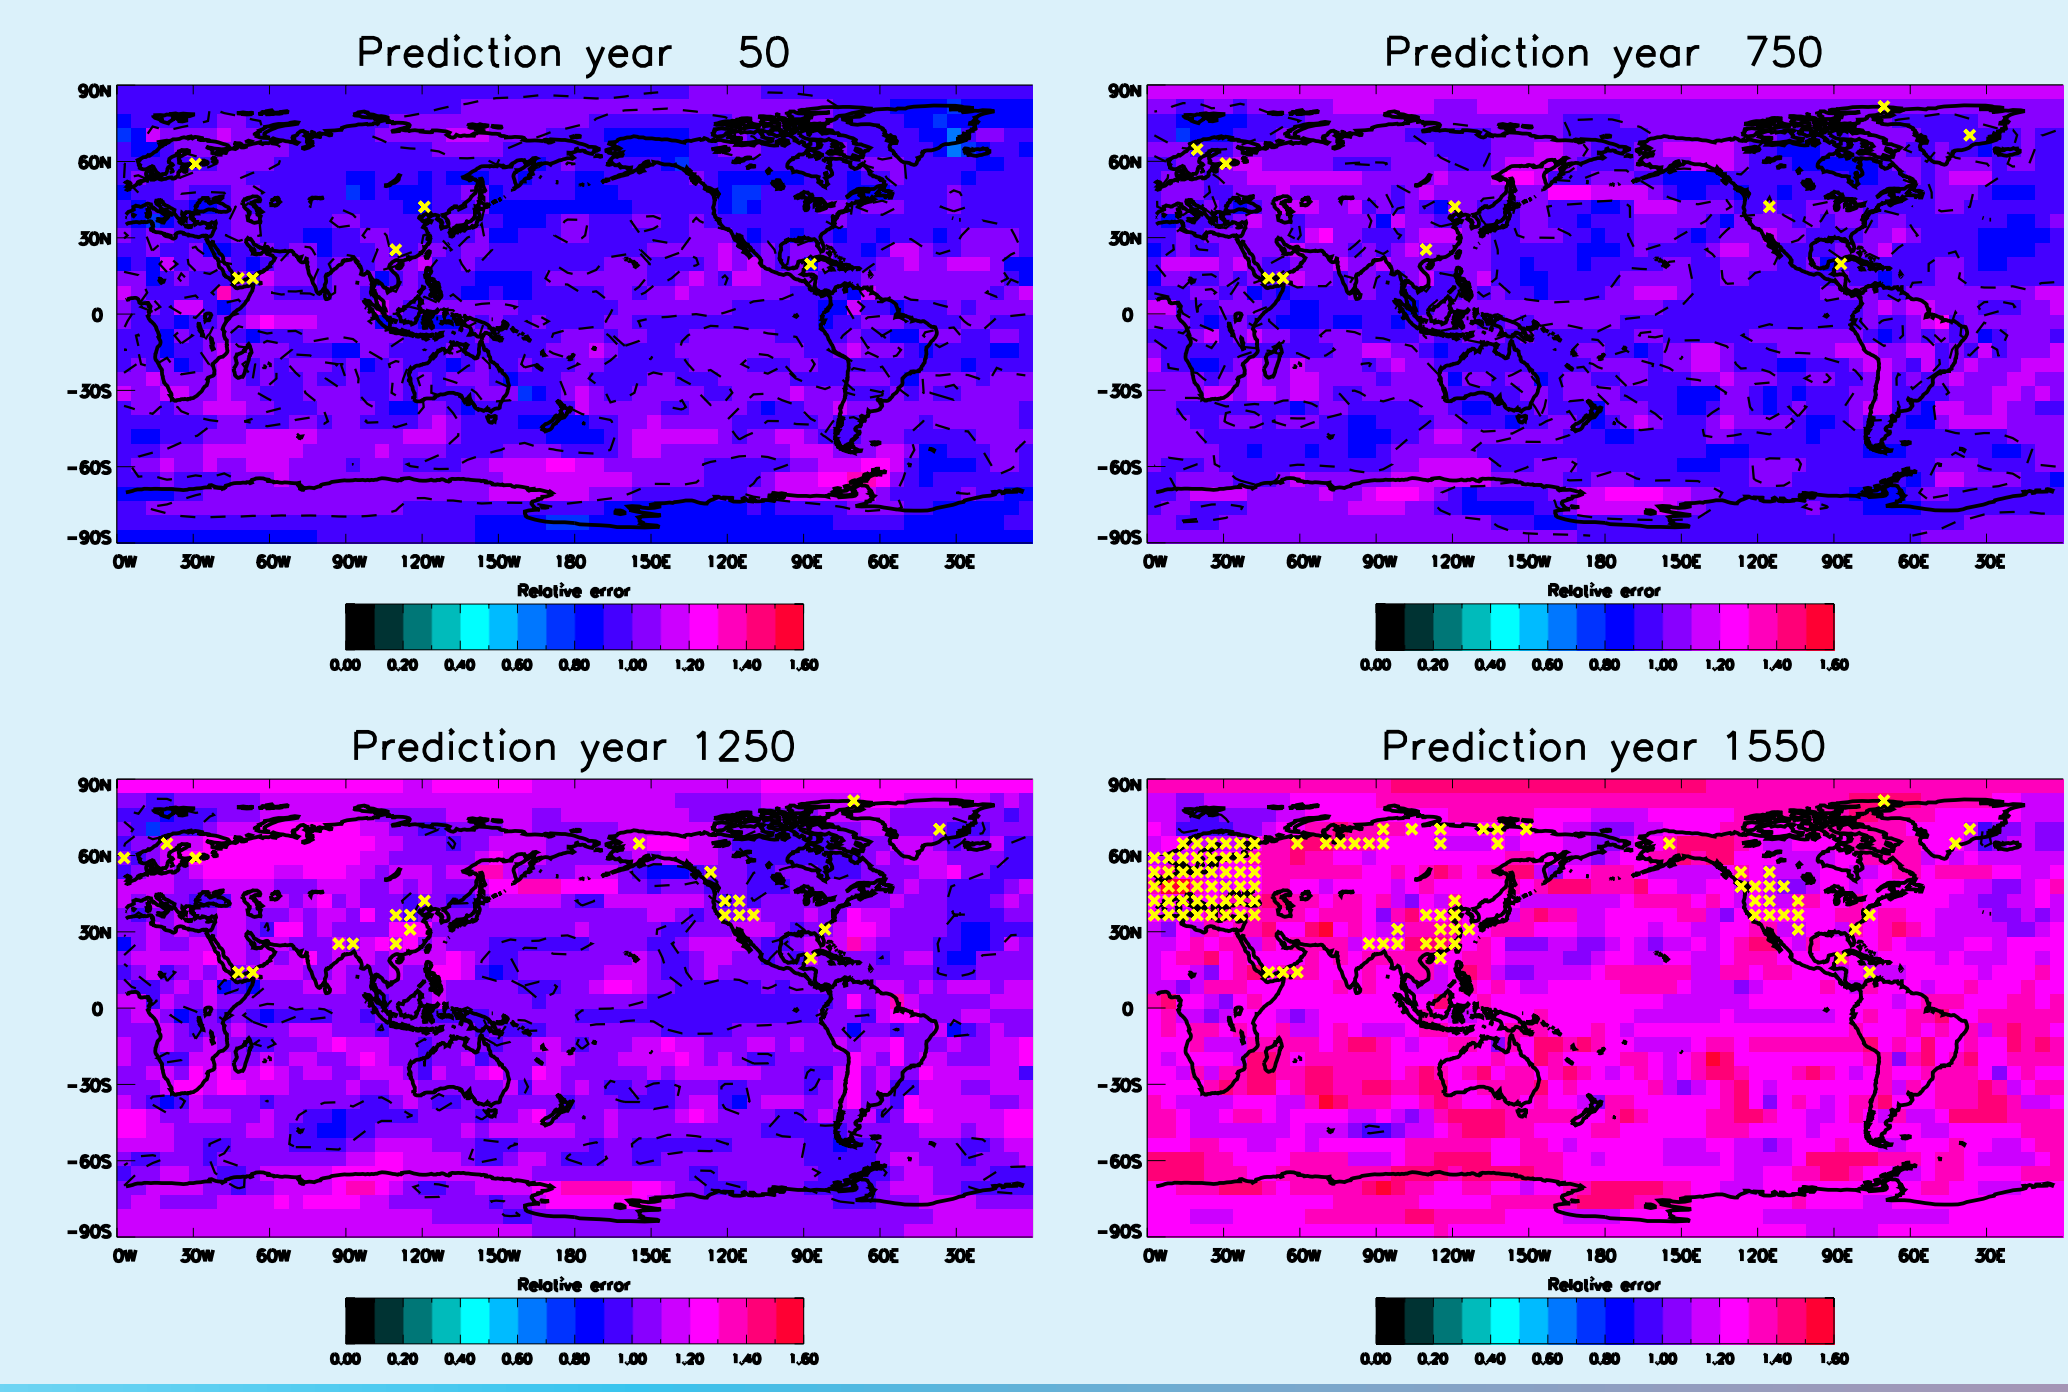 Prediction year 50
90N
60N
30N
0
-30S
-60S
-90S
0W 30W 60W 90W 120W 150W 180 150E 120E 90E 60E 30E
Relative error
0.00 0.20 0.40 0.60 0.80 1.00 1.20 1.40 1.60
Prediction year 750
90N
60N
30N
0
-30S
-60S
-90S
0W 30W 60W 90W 120W 150W 180 150E 120E 90E 60E 30E
Relative error
0.00 0.20 0.40 0.60 0.80 1.00 1.20 1.40 1.60
Prediction year 1250
90N
60N
30N
0
-30S
-60S
-90S
0W 30W 60W 90W 120W 150W 180 150E 120E 90E 60E 30E
Relative error
0.00 0.20 0.40 0.60 0.80 1.00 1.20 1.40 1.60
Prediction year 1550
90N
60N
30N
0
-30S
-60S
-90S
0W 30W 60W 90W 120W 150W 180 150E 120E 90E 60E 30E
Relative error
0.00 0.20 0.40 0.60 0.80 1.00 1.20 1.40 1.60